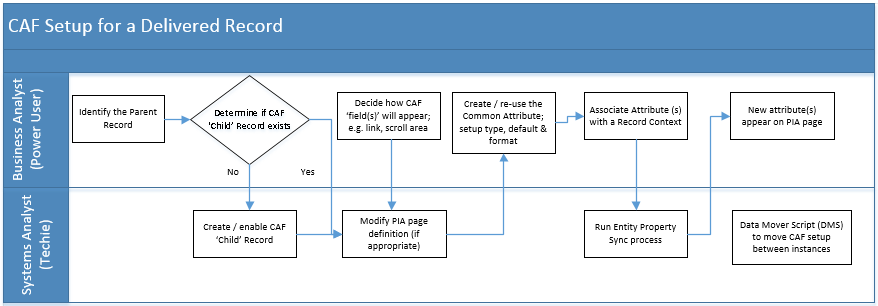 CAF Setup for a Delivered Record
Business Analyst
(Power User)
Identify the Parent
Record
Determine if CAF
'Child' Record exists
No
Yes
Decide how CAF
'field(s)' will appear;
e.g. link, scroll area
Create / re-use the
Common Attribute;
setup type, default &
format
Associate Attribute (s)
with a Record Context
New attribute(s)
appear on PIA page
Systems Analyst
(Techie)
Create / enable CAF
'Child' Record
Modify PIA page
definition (if
appropriate)
Run Entity Property
Sync process
Data Mover Script (DMS)
to move CAF setup
between instances